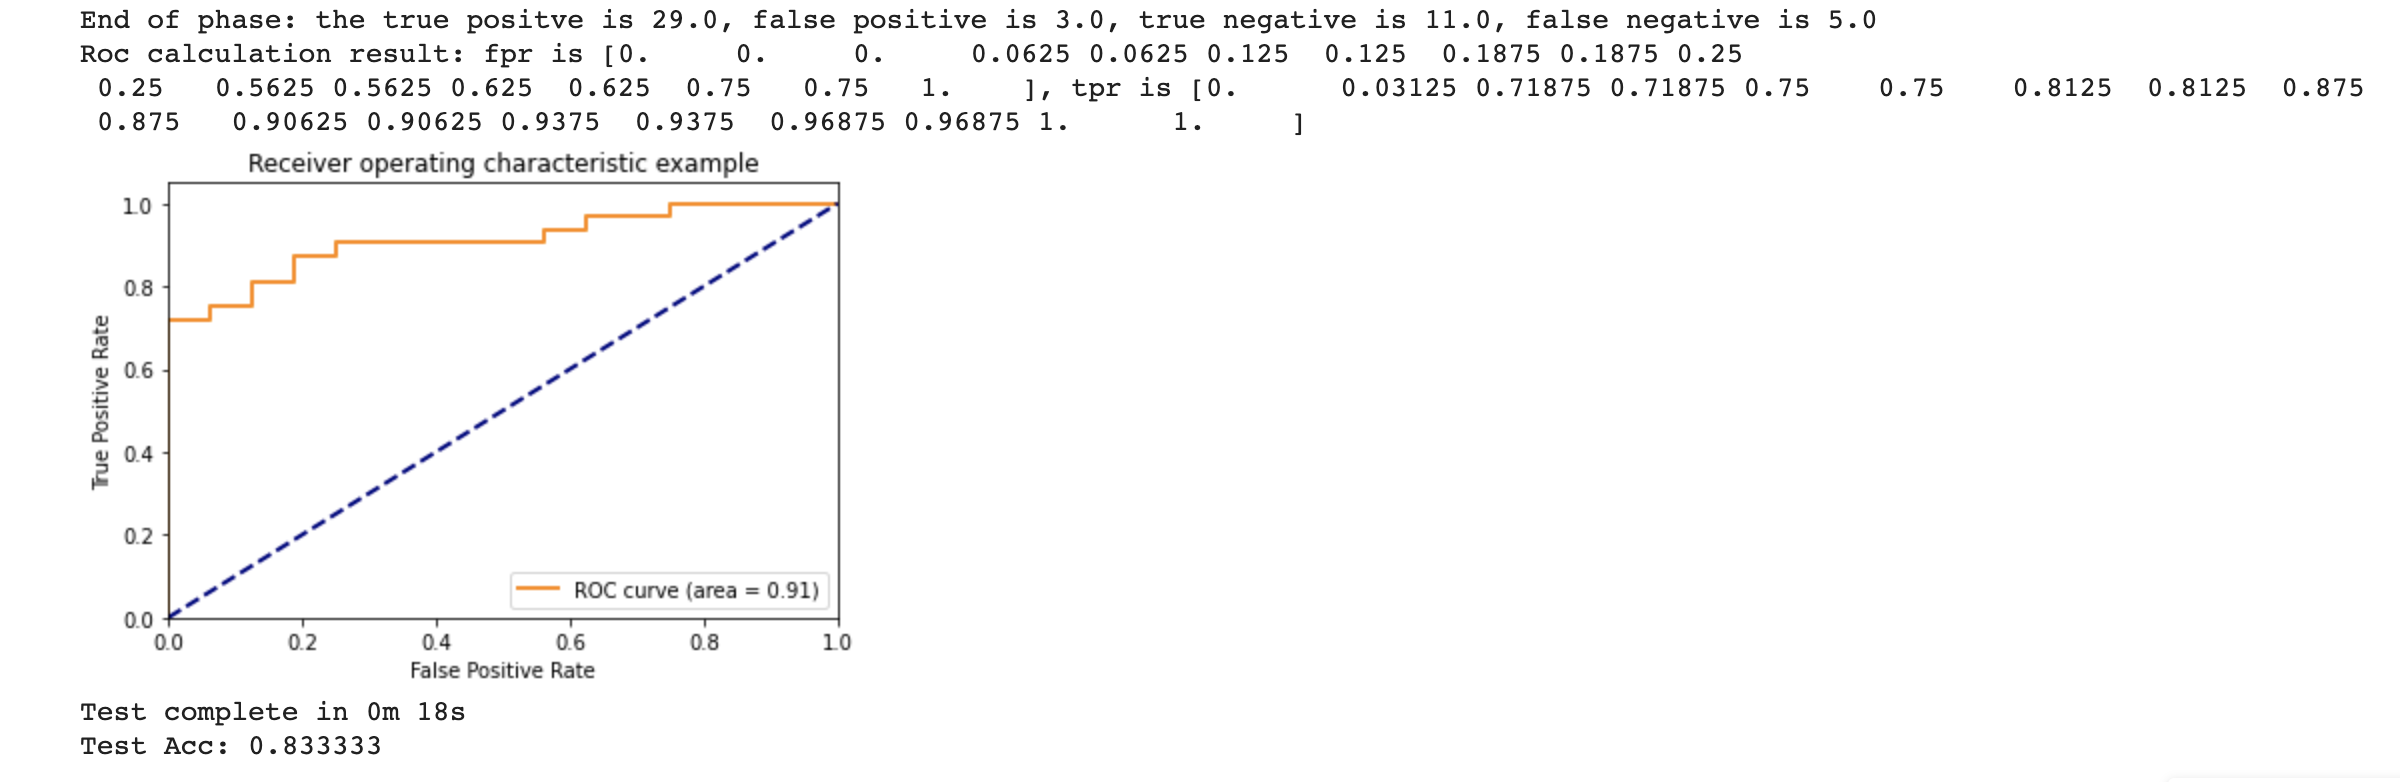 End of phase: the true positve is 29.0, false positive is 3.0, true negative is 11.0, false negative is 5.0
Roc calculation result: fpr is [0. 0. 0. 0.0625 0.0625 0.125 0.125 0.1875 0.1875 0.25
0.25 0.5625 0.5625 0.625 0.625 0.75 0.75 1. ], tpr is [0. 0.03125 0.71875 0.71875 0.75 0.75 0.8125 0.8125 0.875
0.875 0.90625 0.90625 0.9375 0.9375 0.96875 0.96875 1. 1. ]
Receiver operating characteristic example
1.0
0.8
0.6
0.4
0.2
0.0
True Positive Rate
ROC curve (area = 0.91)
0.0 0.2 0.4 0.6 0.8 1.0
False Positive Rate
Test complete in 0m 18s
Test Acc: 0.833333